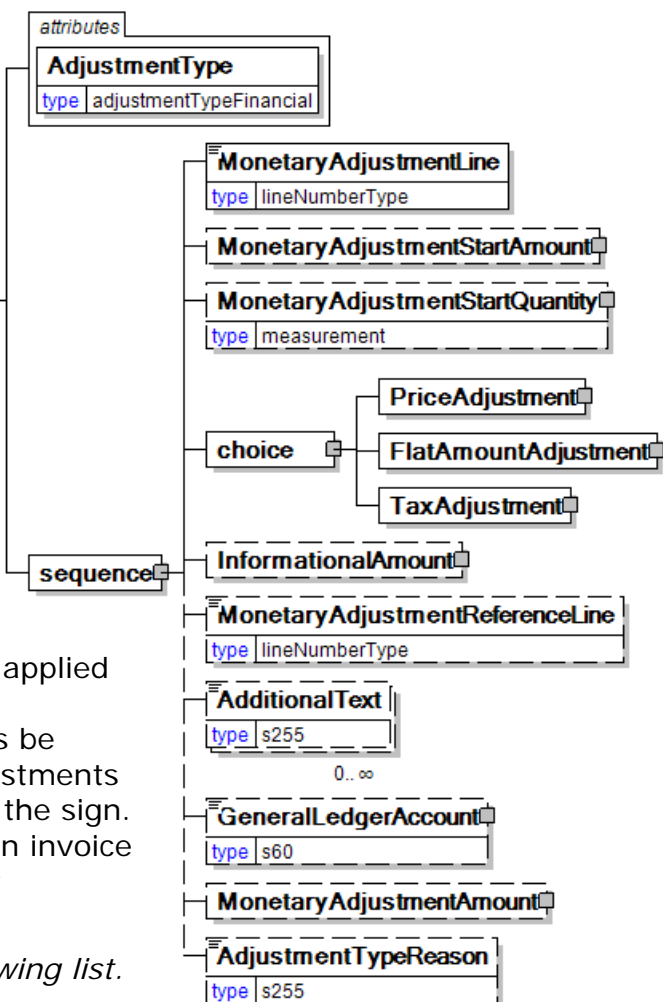 attributes
AdjustmentType
type adjustmentTypeFinancial
MonetaryAdjustmentLine
type lineNumberType
MonetaryAdjustmentStartAmount
MonetaryAdjustmentStartQuantity
type measurement
choice
PriceAdjustment
FlatAmountAdjustment
TaxAdjustment
sequence
InformationalAmount
MonetaryAdjustmentReferenceLine
type lineNumberType
AdditionalText
type s255
0..∞
GeneralLedgerAccount
type s60
MonetaryAdjustmentAmount
AdjustmentTypeReason
type s255
applied
s be
ustments
the sign.
n invoice
wing list.